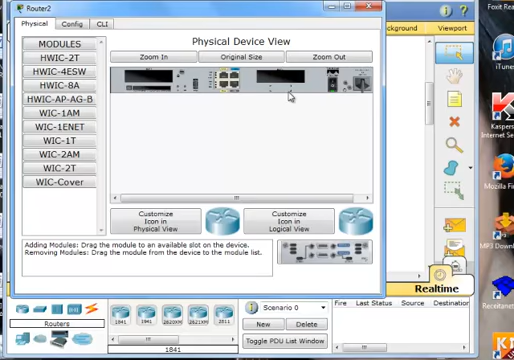 Router2
Physical
Config
CLI
MODULES
HWIC-2T
HWIC-4ESW
HWIC-8A
HWIC-AP-AG-B
WIC-1AM
WIC-1ENET
WIC-1T
WIC-2AM
WIC-2T
WIC-Cover
Physical Device View
Zoom In
Original Size
Zoom Out
Customize
Icon in
Physical View
Customize
Icon in
Logical View
Adding Modules: Drag the module to an available slot on the device.
Removing Modules: Drag the module from the device to the module list.
ckground
Viewport
Realtime
Routers
1841
1841
2620XM
2621XM
2811
1841
Scenario 0
New
Delete
Toggle PDU List Window
Fire
Last Status
Source
Destination
Foxit Rea
iTune
Kaspers
Internet Se
Mozilla Fi
MP3 Down
Receitanet